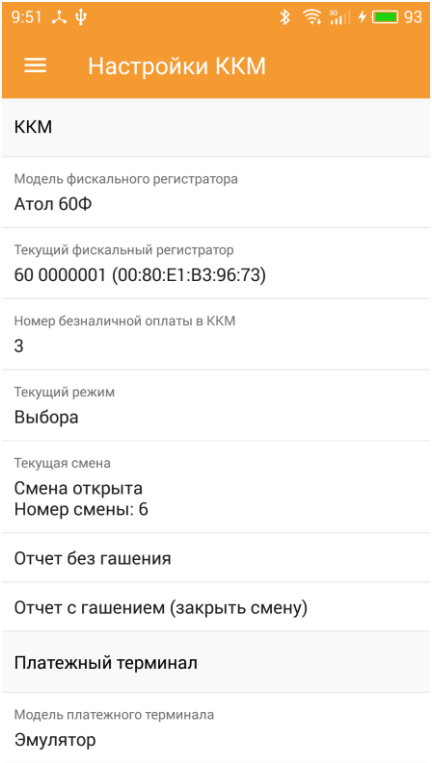 9:51 93
Настройки ККМ
ККМ
Модель фискального регистратора
Атол 60Ф
Текущий фискальный регистратор
60 0000001 (00:80:E1:B3:96:73)
Номер безналичной оплаты в ККМ
3
Текущий режим
Выбора
Текущая смена
Смена открыта
Номер смены: 6
Отчет без гашения
Отчет с гашением (закрыть смену)
Платежный терминал
Модель платежного терминала
Эмулятор